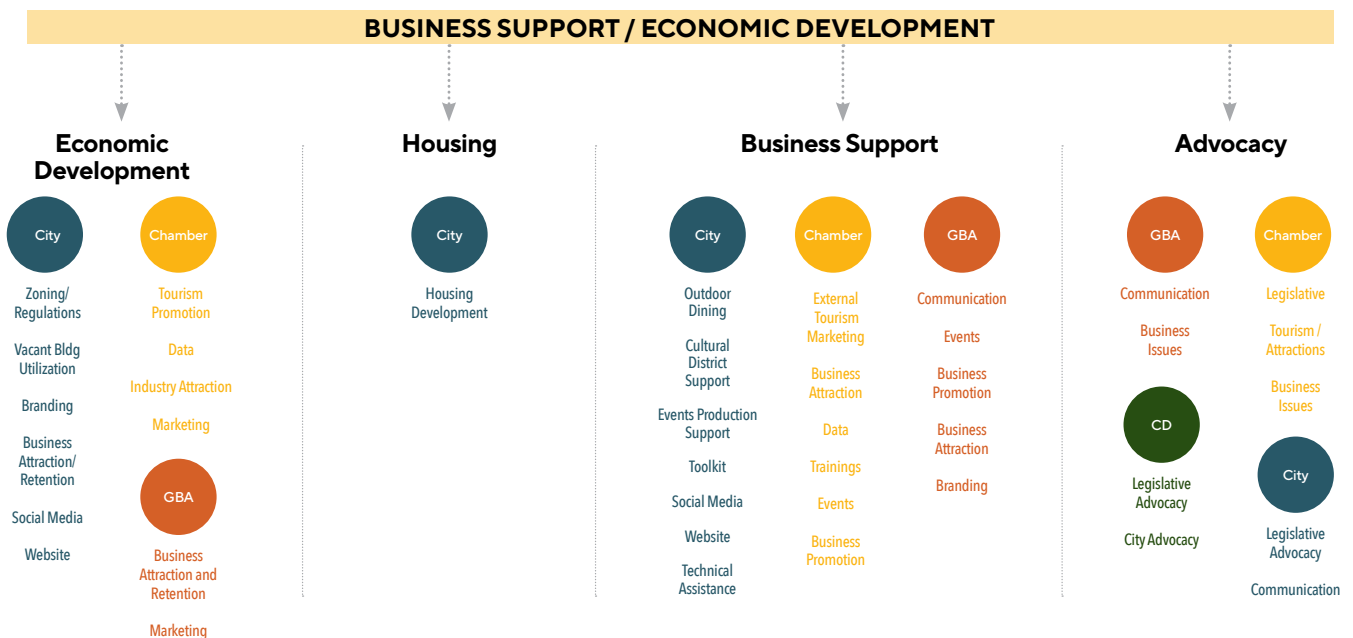 BUSINESS SUPPORT / ECONOMIC DEVELOPMENT
Economic
Development
City
Zoning/
Regulations
Vacant Bldg
Utilization
Branding
Business
Attraction/
Retention
Social Media
Website
Chamber
Tourism
Promotion
Data
Industry Attraction
Marketing
GBA
Business
Attraction and
Retention
Marketing
Housing
City
Housing
Development
Business Support
City
Outdoor
Dining
Cultural
District
Support
Events Production
Support
Toolkit
Social Media
Website
Technical
Assistance
Chamber
External
Tourism
Marketing
Business
Attraction
Data
Trainings
Events
Business
Promotion
GBA
Communication
Events
Business
Promotion
Business
Attraction
Branding
Advocacy
GBA
Communication
Business
Issues
CD
Legislative
Advocacy
City Advocacy
Chamber
Legislative
Tourism /
Attractions
Business
Issues
City
Legislative
Advocacy
Communication